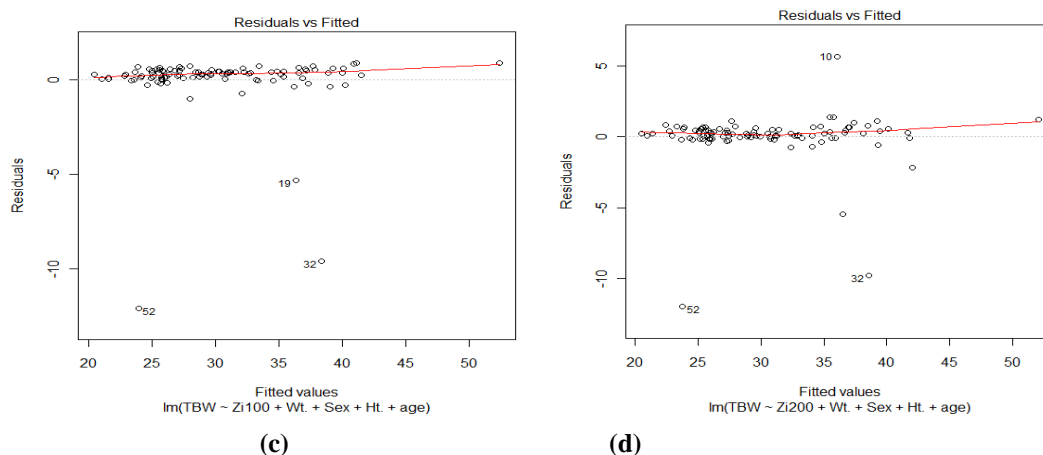 Residuals vs Fitted
0
-5
-10
Residuals
19
32
52
20 25 30 35 40 45 50
Fitted values
lm(TBW ~ Zi100 + Wt. + Sex + Ht. + age)
(c)
Residuals vs Fitted
5
0
-5
-10
Residuals
10
32
52
20 25 30 35 40 45 50
Fitted values
lm(TBW ~ Zi200 + Wt. + Sex + Ht. + age)
(d)